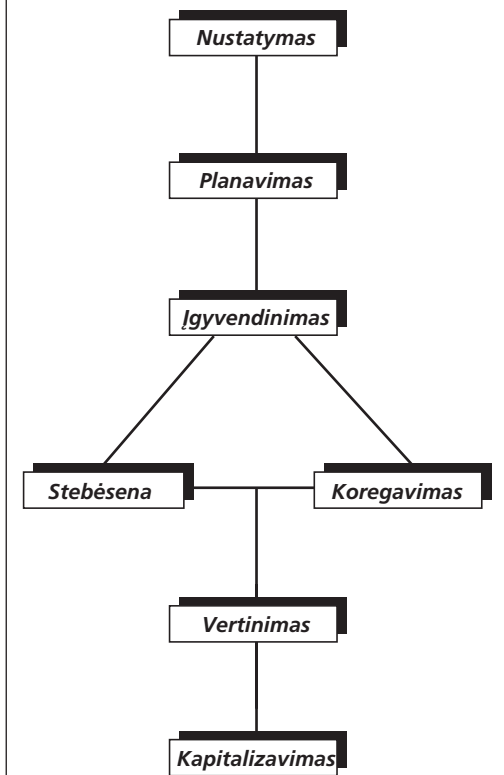 Nustatymas
Planavimas
Įgyvendinimas
Stebėsena
Koregavimas
Vertinimas
Kapitalizavimas